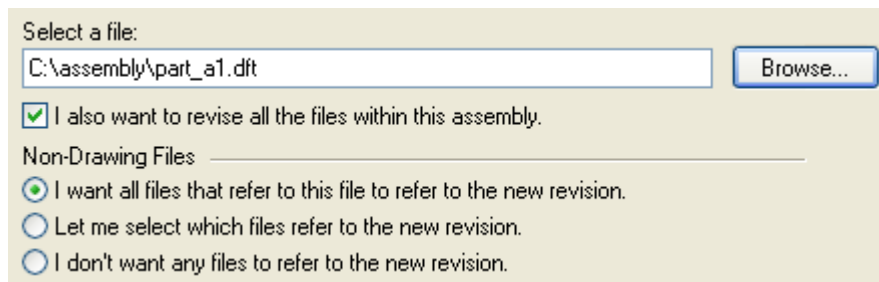 Select a file:
C:\assembly\part_a1.dft
Browse...
I also want to revise all the files within this assembly.
Non-Drawing Files
I want all files that refer to this file to refer to the new revision.
Let me select which files refer to the new revision.
I don't want any files to refer to the new revision.